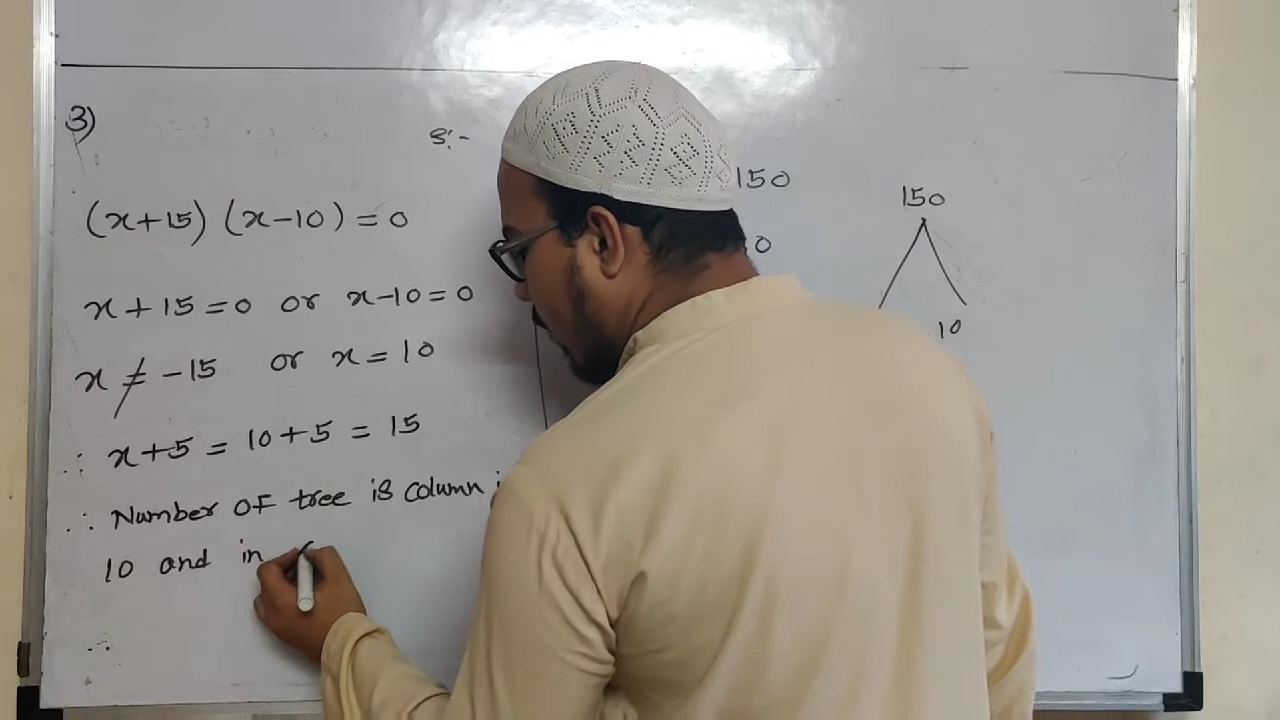 3)
S:-
(x+15) (x-10) = 0
x + 15 = 0 or x-10 = 0
x ≠ -15 or x = 10
∴ x+5 = 10+5 = 15
∴ Number of tree is column
10 and in
∴
150
0
150
10